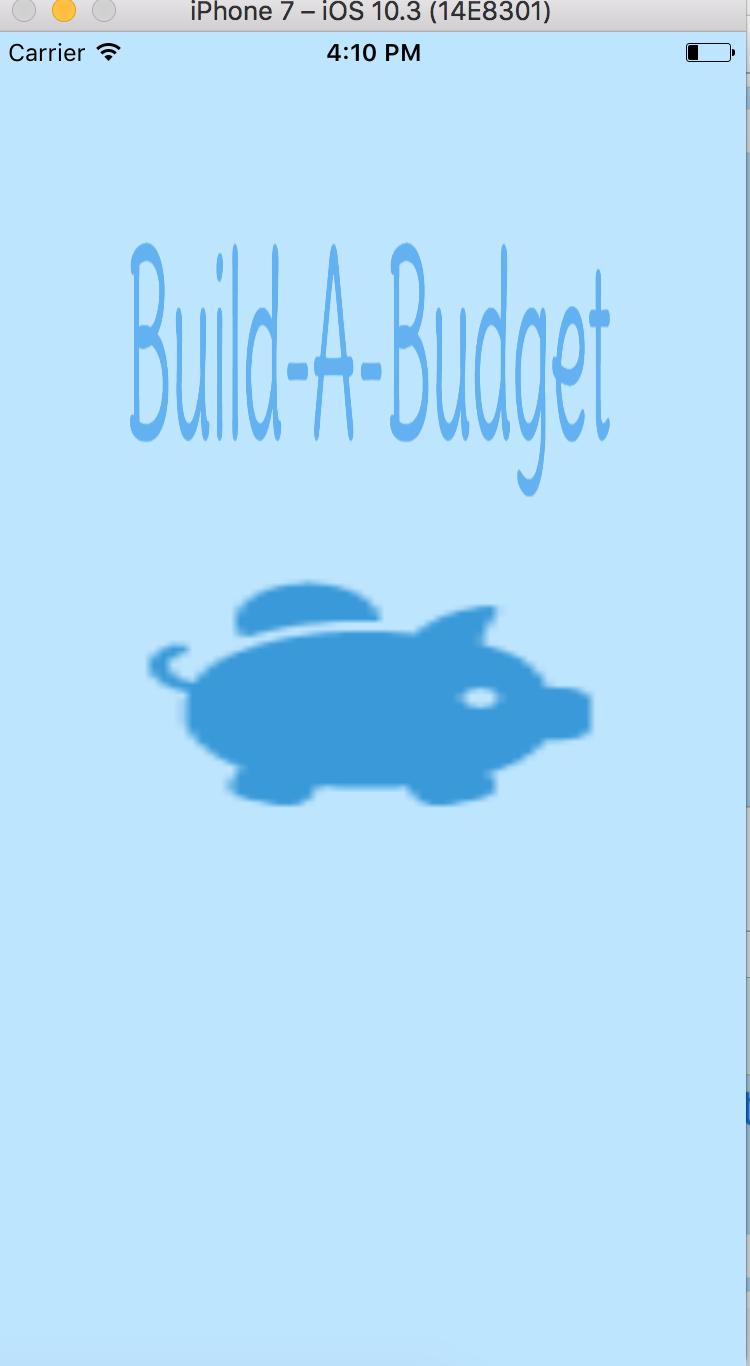 iPhone 7 – iOS 10.3 (14E8301)
Carrier 4:10 PM
Build-A-Budget